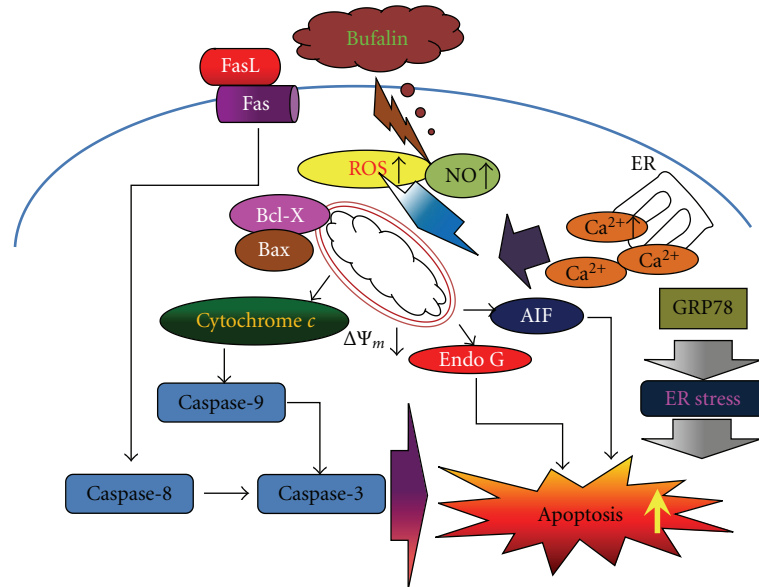 Bufalin
FasL
Fas
ROS ↑
NO ↑
ER
Bcl-X
Bax
Ca²⁺ ↑
Ca²⁺
Ca²⁺
Cytochrome c
AIF
GRP78
ΔΨₘ ↓
Endo G
ER stress
Caspase-9
Caspase-8
Caspase-3
Apoptosis ↑